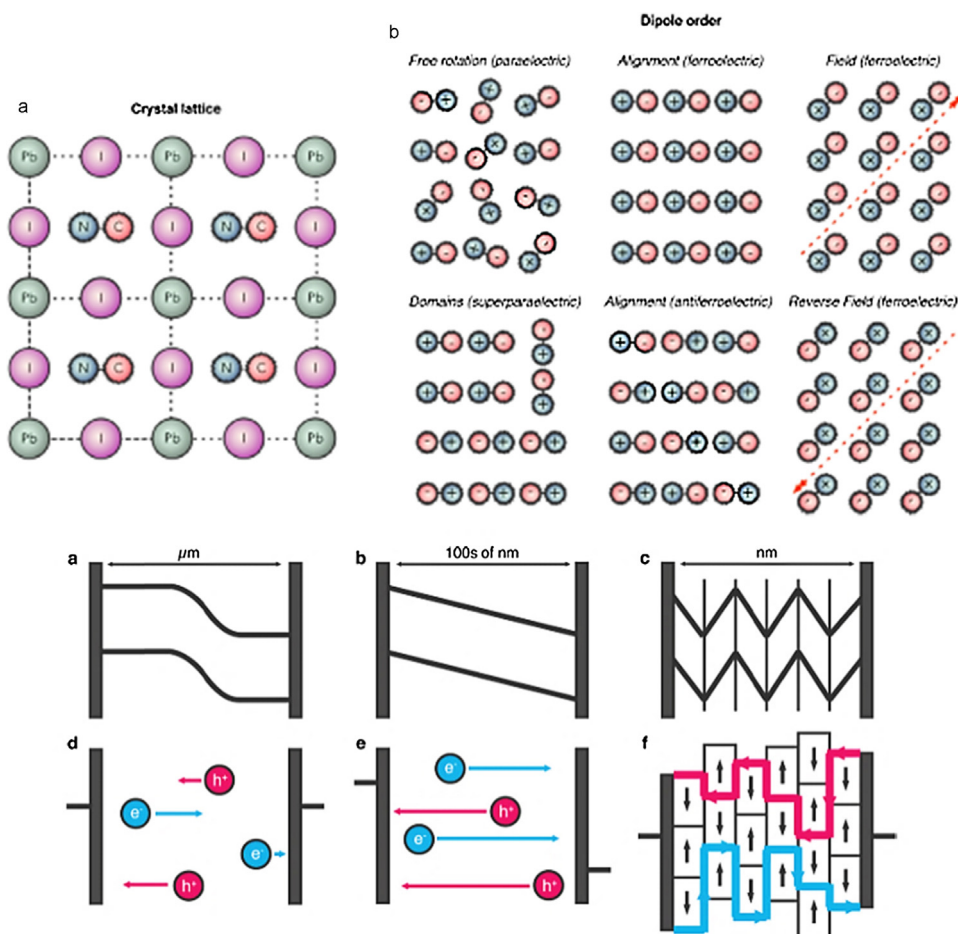 b
Dipole order
Free rotation (paraelectric)
Alignment (ferroelectric)
Field (ferroelectric)
a
Crystal lattice
Pb I Pb I Pb
I N C I N C I
Pb I Pb I Pb
I N C I N C I
Pb I Pb I Pb
+ - + - + -
+ - + - + -
+ - + - + -
+ - + - + -
Domains (superparaelectric)
Alignment (antiferroelectric)
Reverse Field (ferroelectric)
+ - + -
+ - + -
- + - + - +
- + - + - +
+ - - + + -
- + + - - +
+ - - + + -
- + + - - +
a
µm
b
100s of nm
c
nm
d
h+
e-
e-
h+
e
e-
h+
e-
h+
f